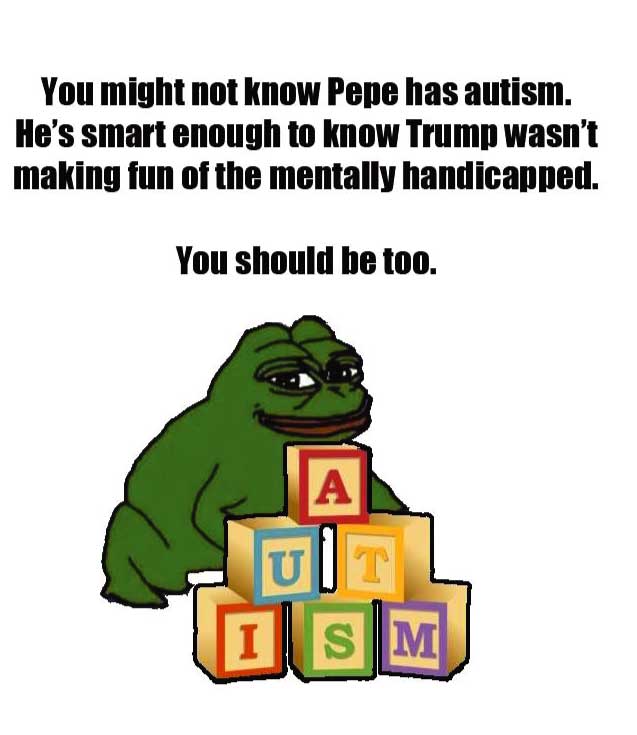 You might not know Pepe has autism.
He's smart enough to know Trump wasn't
making fun of the mentally handicapped.
You should be too.
A
U T
I S M